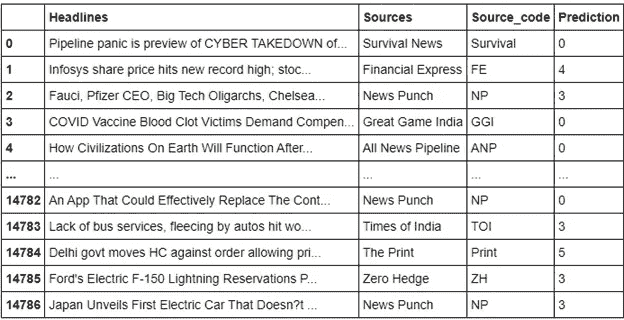 Headlines Sources Source_code Prediction
0 Pipeline panic is preview of CYBER TAKEDOWN of... Survival News Survival 0
1 Infosys share price hits new record high; stoc... Financial Express FE 4
2 Fauci, Pfizer CEO, Big Tech Oligarchs, Chelsea... News Punch NP 3
3 COVID Vaccine Blood Clot Victims Demand Compen... Great Game India GGI 0
4 How Civilizations On Earth Will Function After... All News Pipeline ANP 0
... ... ... ... ...
14782 An App That Could Effectively Replace The Cont... News Punch NP 0
14783 Lack of bus services, fleecing by autos hit wo... Times of India TOI 3
14784 Delhi govt moves HC against order allowing pri... The Print Print 5
14785 Ford's Electric F-150 Lightning Reservations P... Zero Hedge ZH 3
14786 Japan Unveils First Electric Car That Doesn?t ... News Punch NP 3